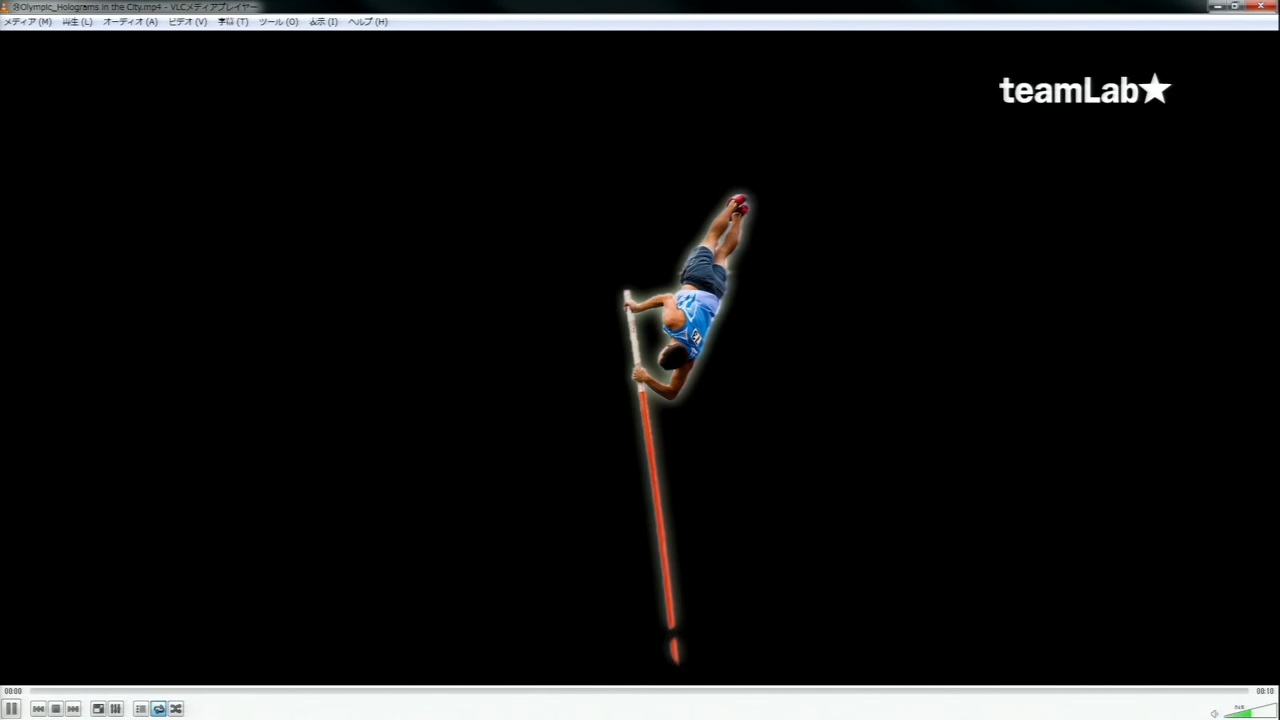 ⑨Olympic_Holograms in the City.mp4 - VLCメディアプレイヤー
メディア(M) 再生(L) オーディオ(A) ビデオ(V) 字幕(T) ツール(O) 表示(I) ヘルプ(H)
teamLab★
00:00 00:10